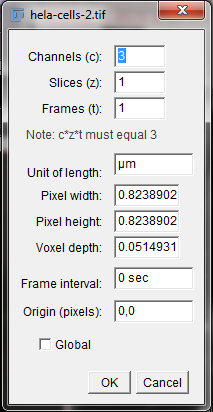 hela-cells-2.tif
Channels (c): 3
Slices (z): 1
Frames (t): 1
Note: c*z*t must equal 3
Unit of length: µm
Pixel width: 0.8238902
Pixel height: 0.8238902
Voxel depth: 0.0514931
Frame interval: 0 sec
Origin (pixels): 0,0
Global
OK Cancel